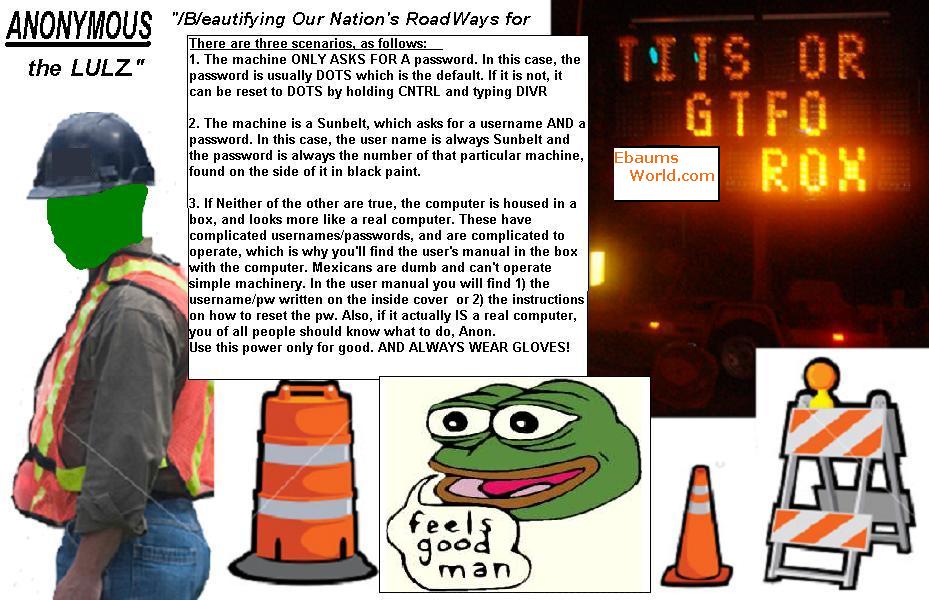 ANONYMOUS
the LULZ."
"/B/eautifying Our Nation's RoadWays for
There are three scenarios, as follows:
1. The machine ONLY ASKS FOR A password. In this case, the
password is usually DOTS which is the default. If it is not, it
can be reset to DOTS by holding CNTRL and typing DIVR
2. The machine is a Sunbelt, which asks for a username AND a
password. In this case, the user name is always Sunbelt and
the password is always the number of that particular machine,
found on the side of it in black paint.
3. If Neither of the other are true, the computer is housed in a
box, and looks more like a real computer. These have
complicated usernames/passwords, and are complicated to
operate, which is why you'll find the user's manual in the box
with the computer. Mexicans are dumb and can't operate
simple machinery. In the user manual you will find 1) the
username/pw written on the inside cover or 2) the instructions
on how to reset the pw. Also, if it actually IS a real computer,
you of all people should know what to do, Anon.
Use this power only for good. AND ALWAYS WEAR GLOVES!
TITS OR
GTFO
Ebaums
World.com
ROX
feels
good
man